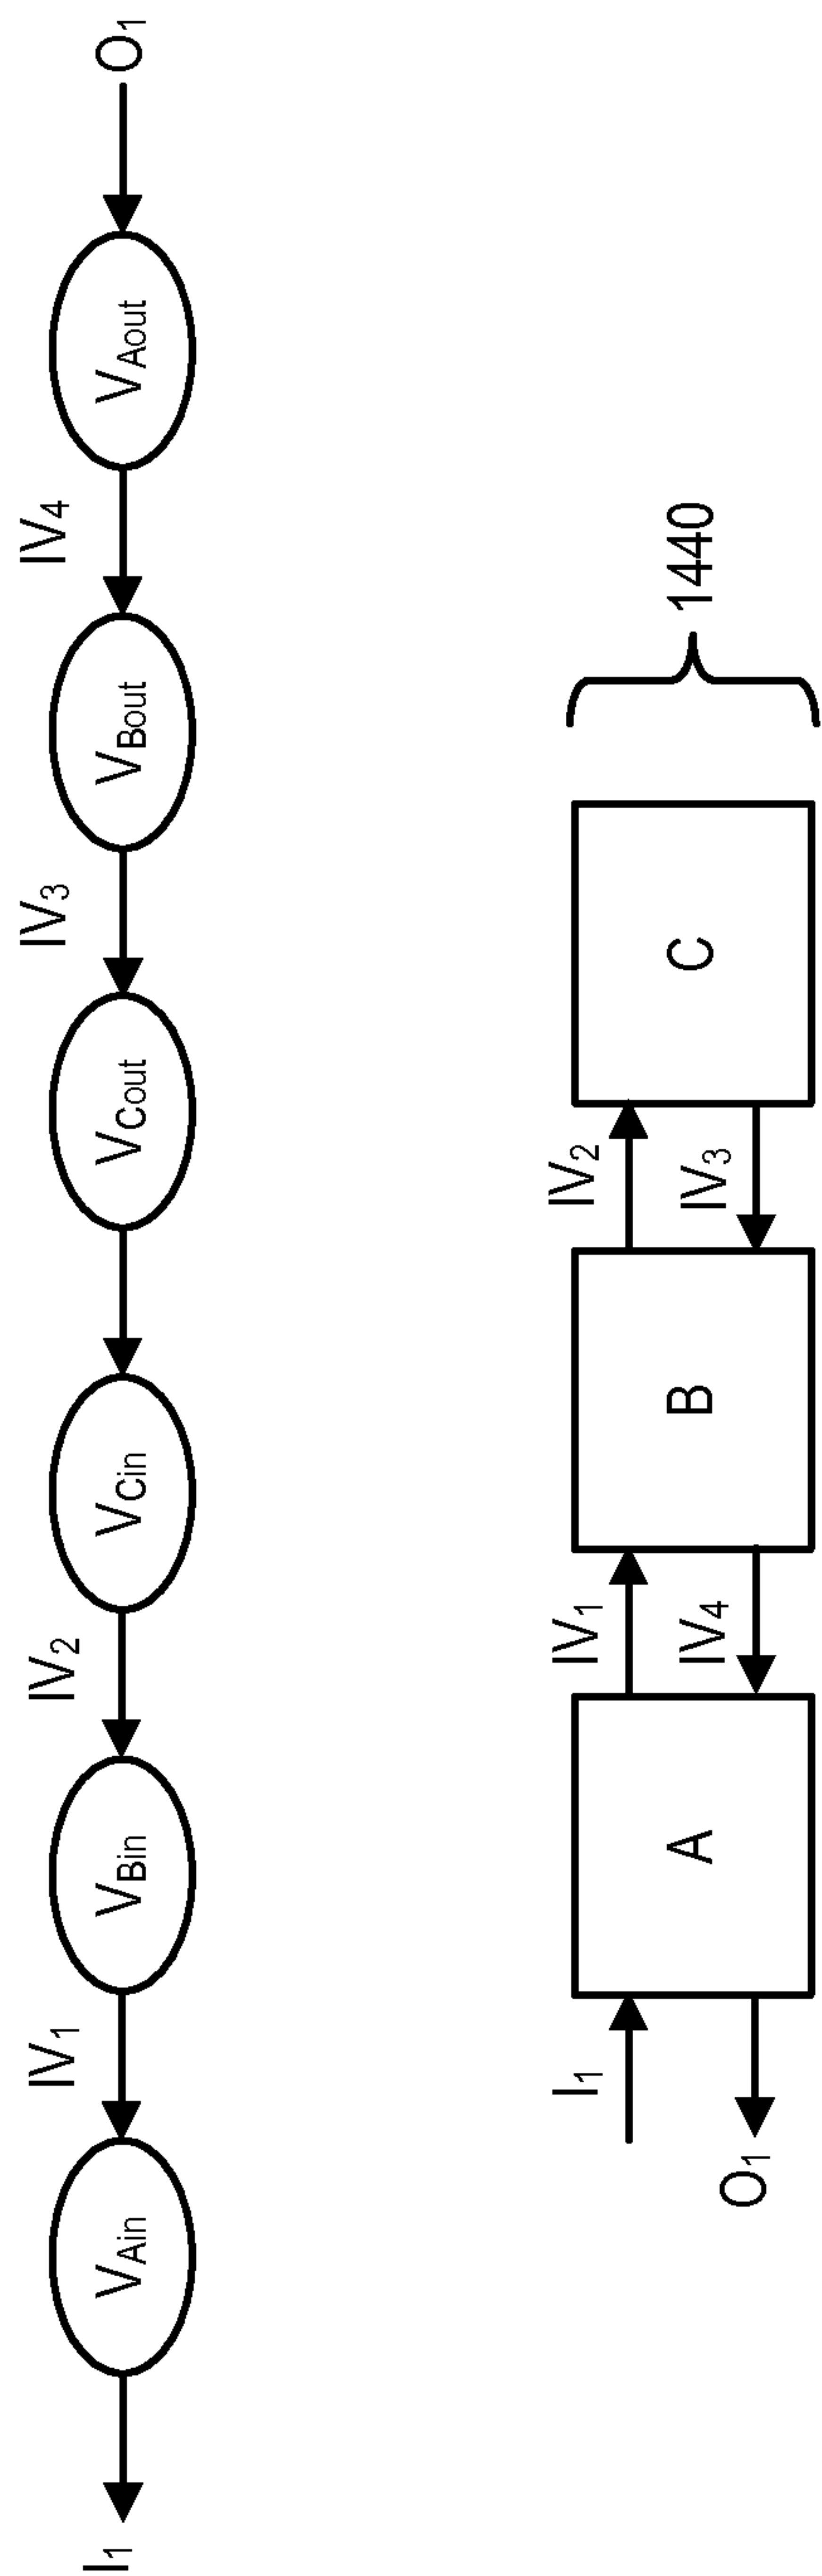 I1 VAin IV1 VBin IV2 VCin VCout IV3 VBout IV4 VAout O1
I1 IV1 IV2
A B C 1440
O1 IV4 IV3